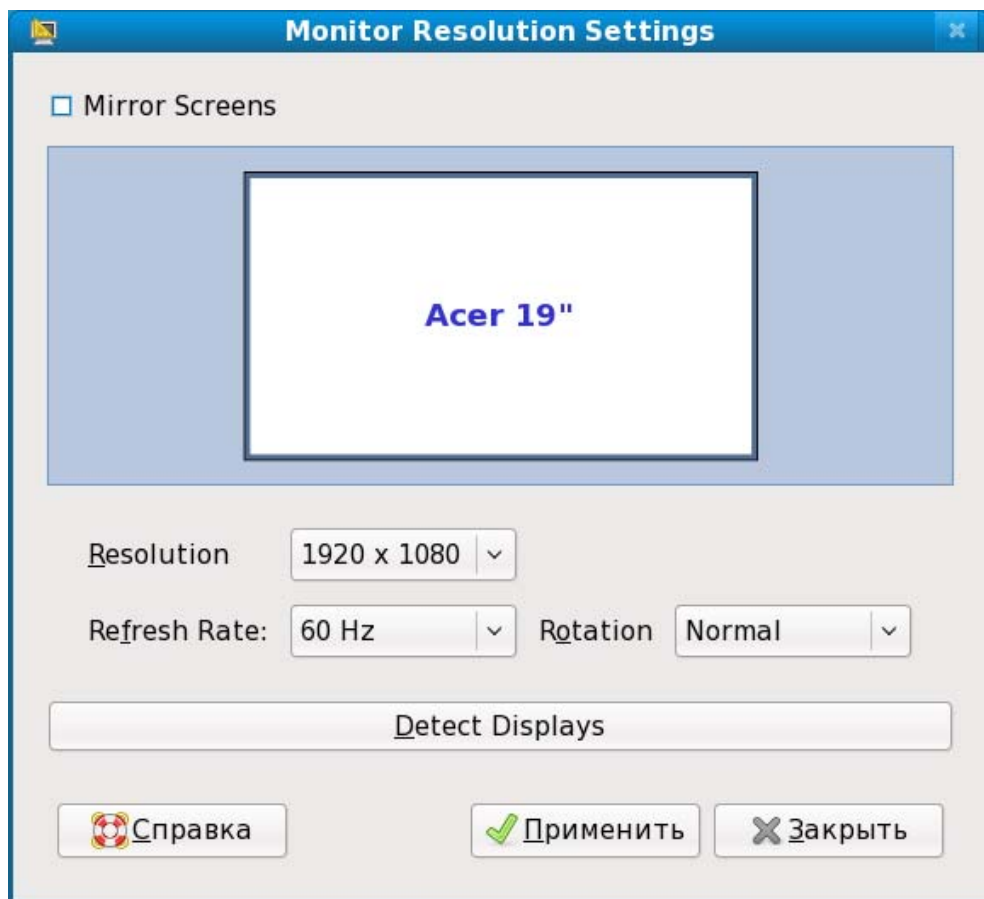 Monitor Resolution Settings
Mirror Screens
Acer 19"
Resolution 1920 x 1080
Refresh Rate: 60 Hz Rotation Normal
Detect Displays
Справка Применить Закрыть